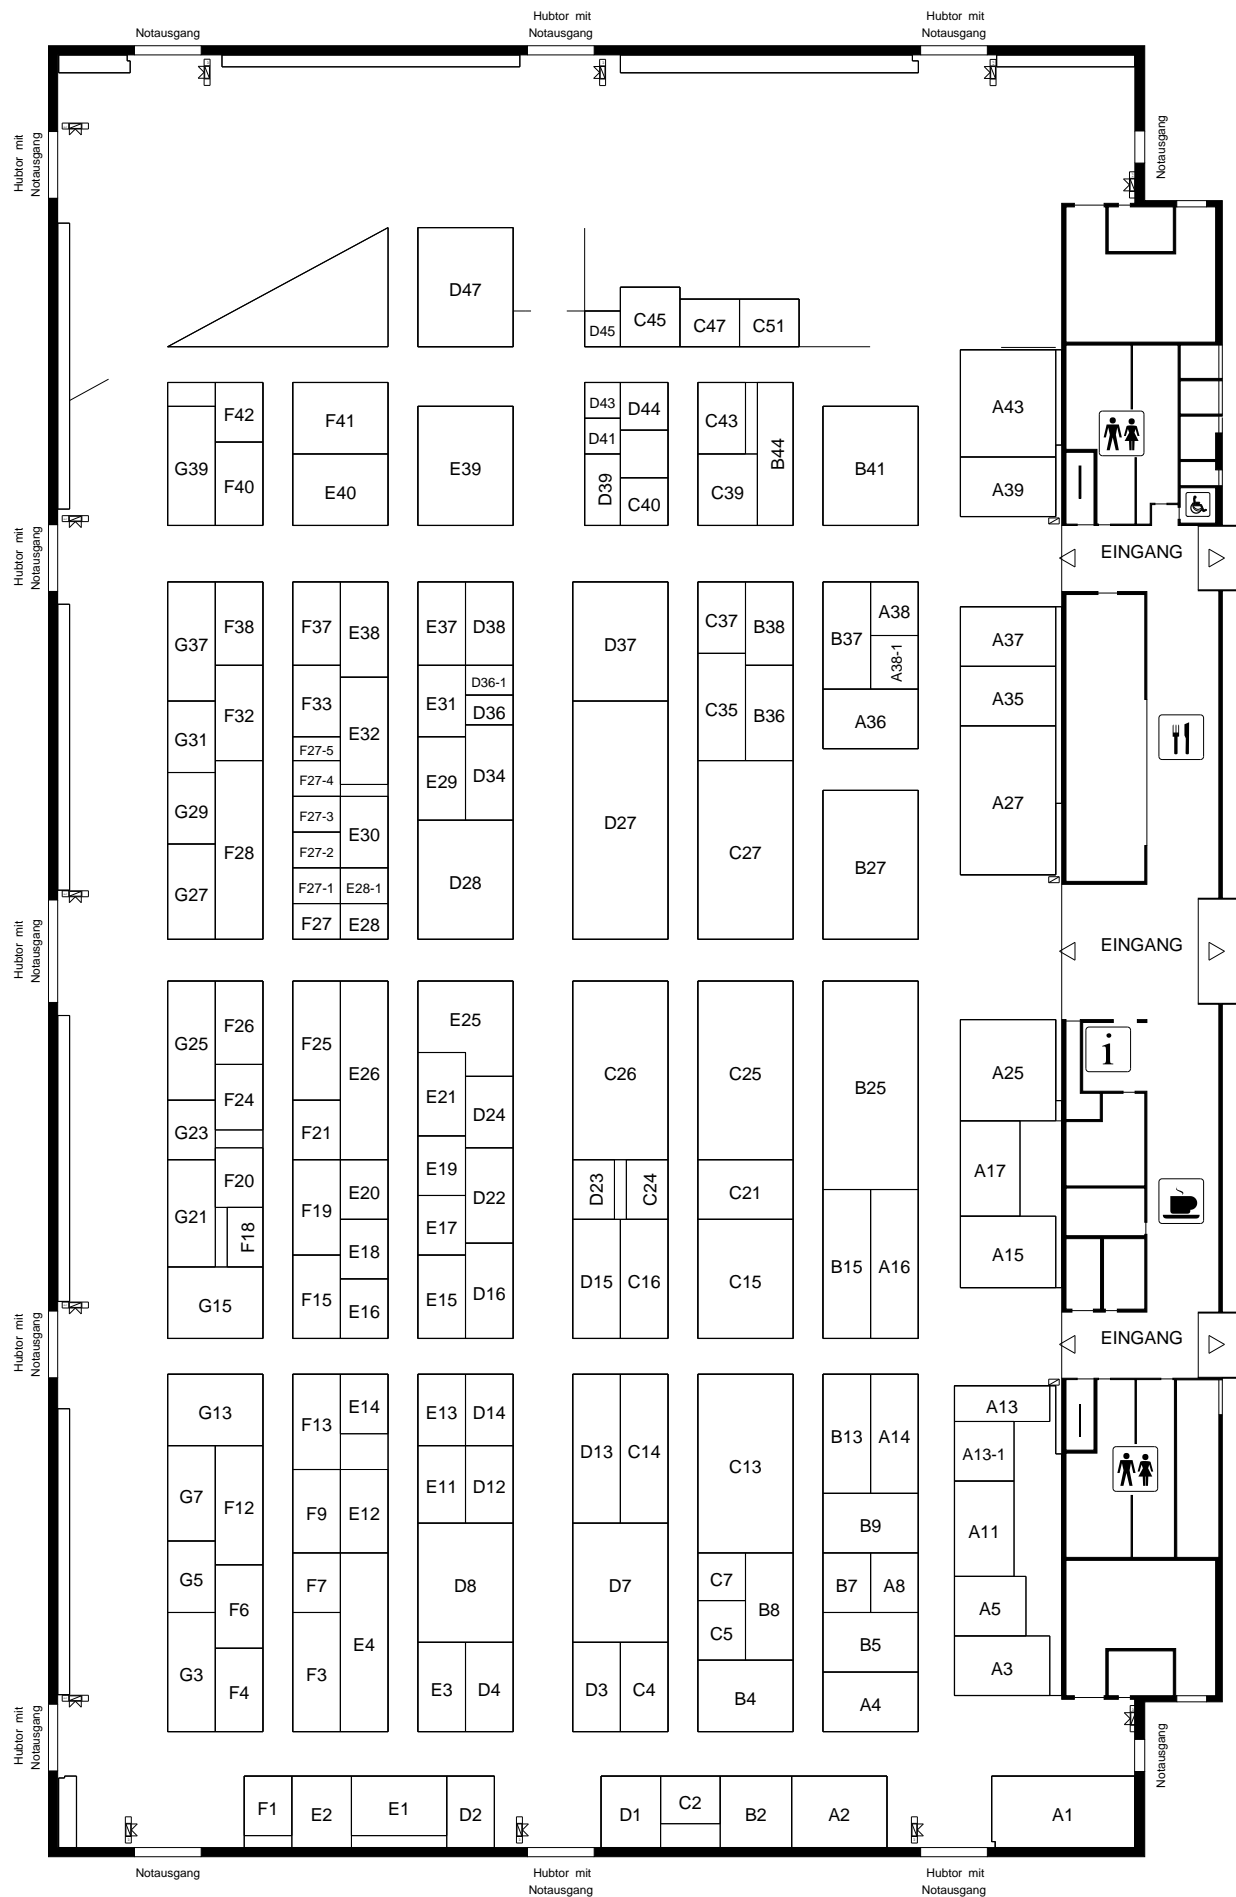 Hubtor mit
Hubtor mit
Notausgang
Notausgang
Notausgang
Hubtor mit
Notausgang
Notausgang
D47
D45
C45
C47
C51
A43
F42
F41
D43
D44
C43
B44
G39
E39
D41
B41
F40
E40
D39
C39
C40
A39
Hubtor mit
Notausgang
EINGANG
G37
F38
F37
E38
E37
D38
D37
C37
B38
B37
A38
A38-1
A37
F32
F33
E31
D36-1
D36
C35
B36
A36
A35
G31
E32
F27-5
E29
D34
F27-4
G29
F27-3
E30
F28
F27-2
D27
C27
B27
A27
G27
F27-1
E28-1
D28
F27
E28
Hubtor mit
Notausgang
EINGANG
G25
F26
F25
E26
E25
C26
C25
B25
A25
i
F24
E21
D24
G23
F21
A17
F20
E19
D22
D23
C24
C21
G21
F19
E20
F18
E18
E17
B15
A16
A15
G15
F15
E16
E15
D16
D15
C16
C15
Hubtor mit
Notausgang
EINGANG
G13
F13
E14
E13
D14
D13
C14
C13
B13
A14
A13
A13-1
G7
F12
F9
E12
E11
D12
B9
A11
G5
F7
D8
D7
C7
B8
B7
A8
F6
E4
C5
A5
B5
G3
F3
A3
F4
E3
D4
D3
C4
B4
A4
Hubtor mit
Notausgang
Notausgang
F1
E2
E1
D2
D1
C2
B2
A2
A1
Notausgang
Hubtor mit
Notausgang
Hubtor mit
Notausgang